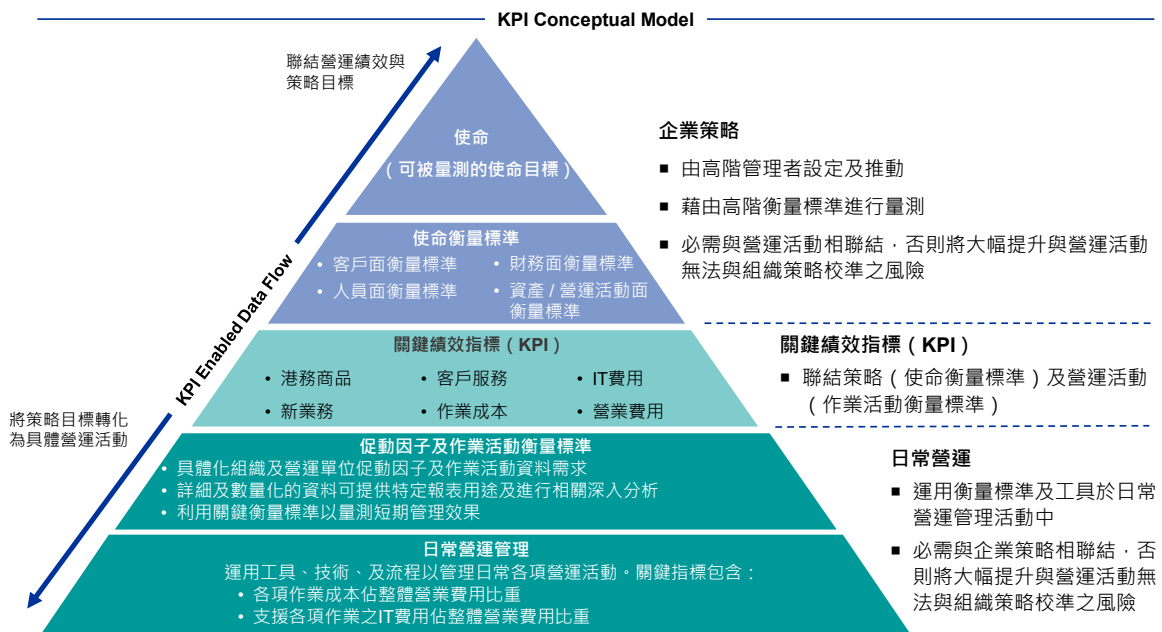 KPI Conceptual Model
聯結營運績效與
策略目標
KPI Enabled Data Flow
將策略目標轉化
為具體營運活動
使命
(可被量測的使命目標)
使命衡量標準
• 客戶面衡量標準
• 人員面衡量標準
• 財務面衡量標準
• 資產 / 營運活動面
衡量標準
關鍵績效指標(KPI)
• 港務商品
• 客戶服務
• IT費用
• 新業務
• 作業成本
• 營業費用
促動因子及作業活動衡量標準
• 具體化組織及營運單位促動因子及作業活動資料需求
• 詳細及數量化的資料可提供特定報表用途及進行相關深入分析
• 利用關鍵衡量標準以量測短期管理效果
日常營運管理
運用工具、技術、及流程以管理日常各項營運活動。關鍵指標包含:
• 各項作業成本佔整體營業費用比重
• 支援各項作業之IT費用佔整體營業費用比重
企業策略
■ 由高階管理者設定及推動
■ 藉由高階衡量標準進行量測
■ 必需與營運活動相聯結,否則將大幅提升與營運活動
無法與組織策略校準之風險
關鍵績效指標(KPI)
■ 聯結策略(使命衡量標準)及營運活動
(作業活動衡量標準)
日常營運
■ 運用衡量標準及工具於日常
營運管理活動中
■ 必需與企業策略相聯結,否
則將大幅提升與營運活動無
法與組織策略校準之風險